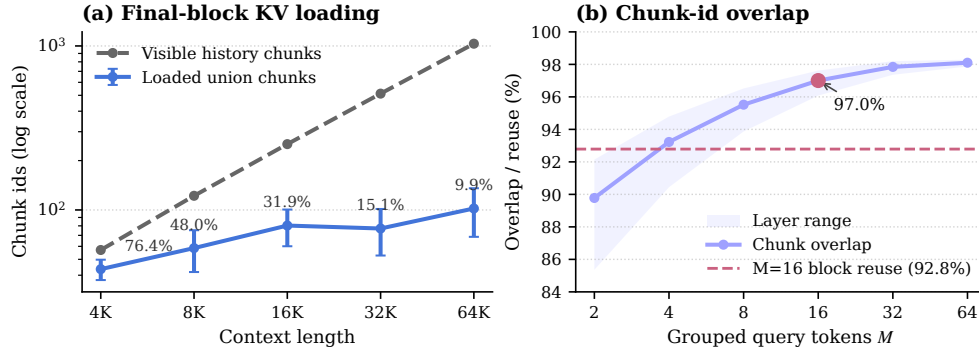 (a) Final-block KV loading
Chunk ids (log scale)
10³
10²
Visible history chunks
Loaded union chunks
76.4%
48.0%
31.9%
15.1%
9.9%
4K 8K 16K 32K 64K
Context length
(b) Chunk-id overlap
Overlap / reuse (%)
100
98
96
94
92
90
88
86
84
97.0%
Layer range
Chunk overlap
M=16 block reuse (92.8%)
2 4 8 16 32 64
Grouped query tokens M